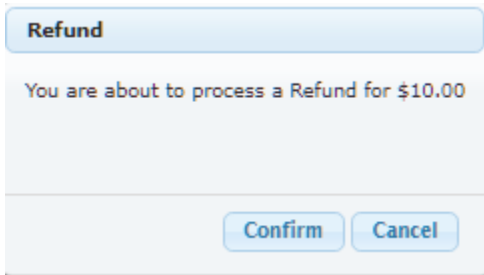 Refund
You are about to process a Refund for $10.00
Confirm Cancel